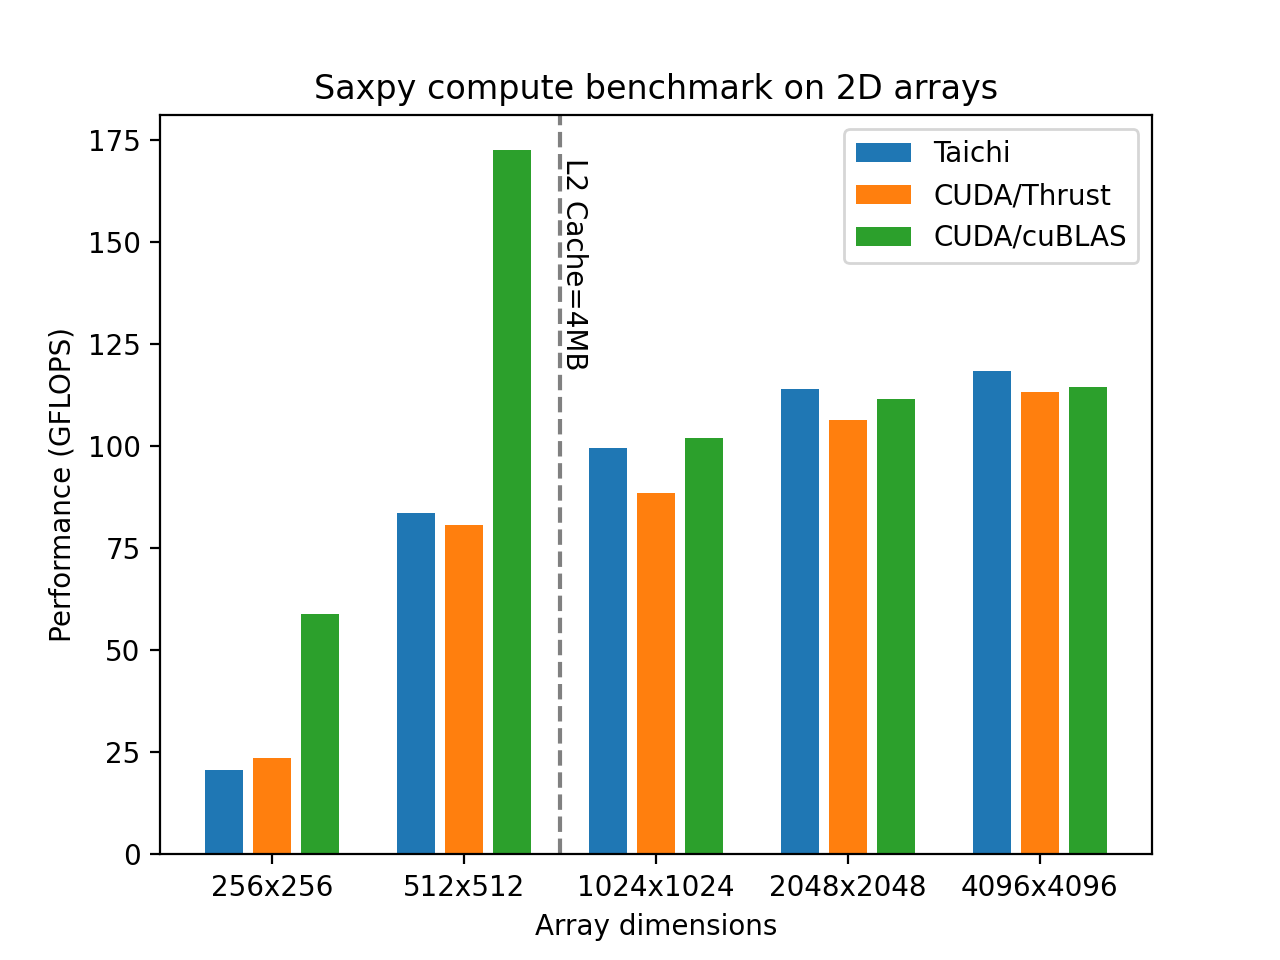 Saxpy compute benchmark on 2D arrays
175
150
125
100
75
50
25
0
Performance (GFLOPS)
L2 Cache=4MB
Taichi
CUDA/Thrust
CUDA/cuBLAS
256x256
512x512
1024x1024
2048x2048
4096x4096
Array dimensions